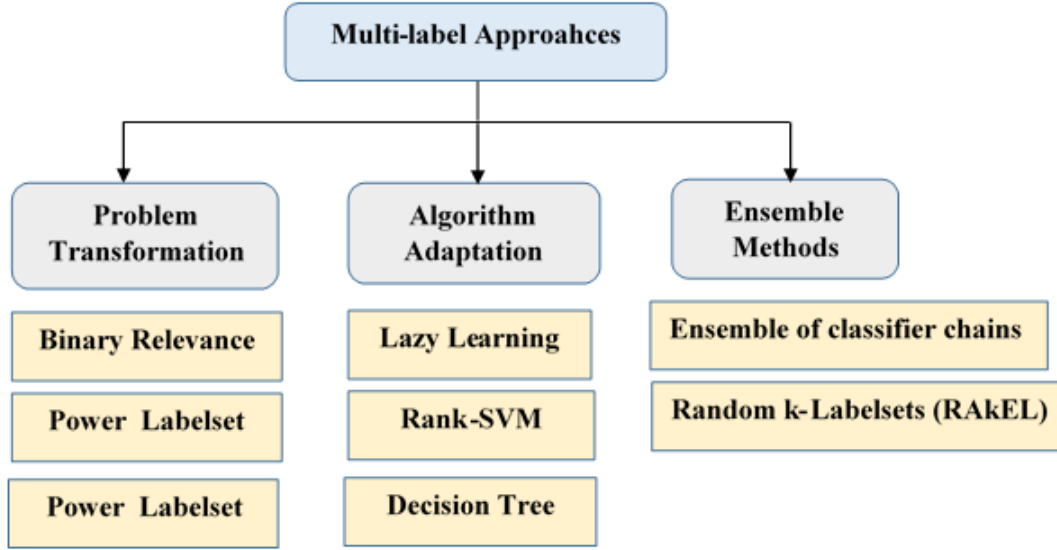 Multi-label Approahces
Problem
Transformation
Algorithm
Adaptation
Ensemble
Methods
Binary Relevance
Power Labelset
Power Labelset
Lazy Learning
Rank-SVM
Decision Tree
Ensemble of classifier chains
Random k-Labelsets (RAkEL)